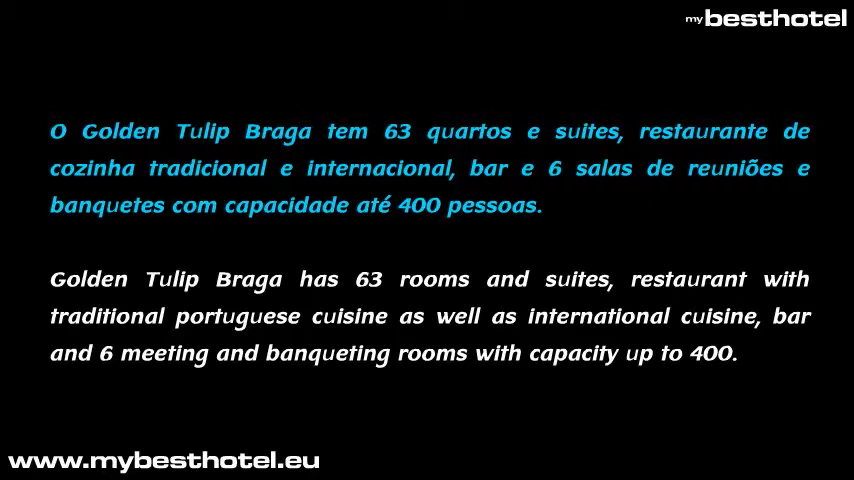 mybesthotel
O Golden Tulip Braga tem 63 quartos e suites, restaurante de
cozinha tradicional e internacional, bar e 6 salas de reuniões e
banquetes com capacidade até 400 pessoas.
Golden Tulip Braga has 63 rooms and suites, restaurant with
traditional portuguese cuisine as well as international cuisine, bar
and 6 meeting and banqueting rooms with capacity up to 400.
www.mybesthotel.eu